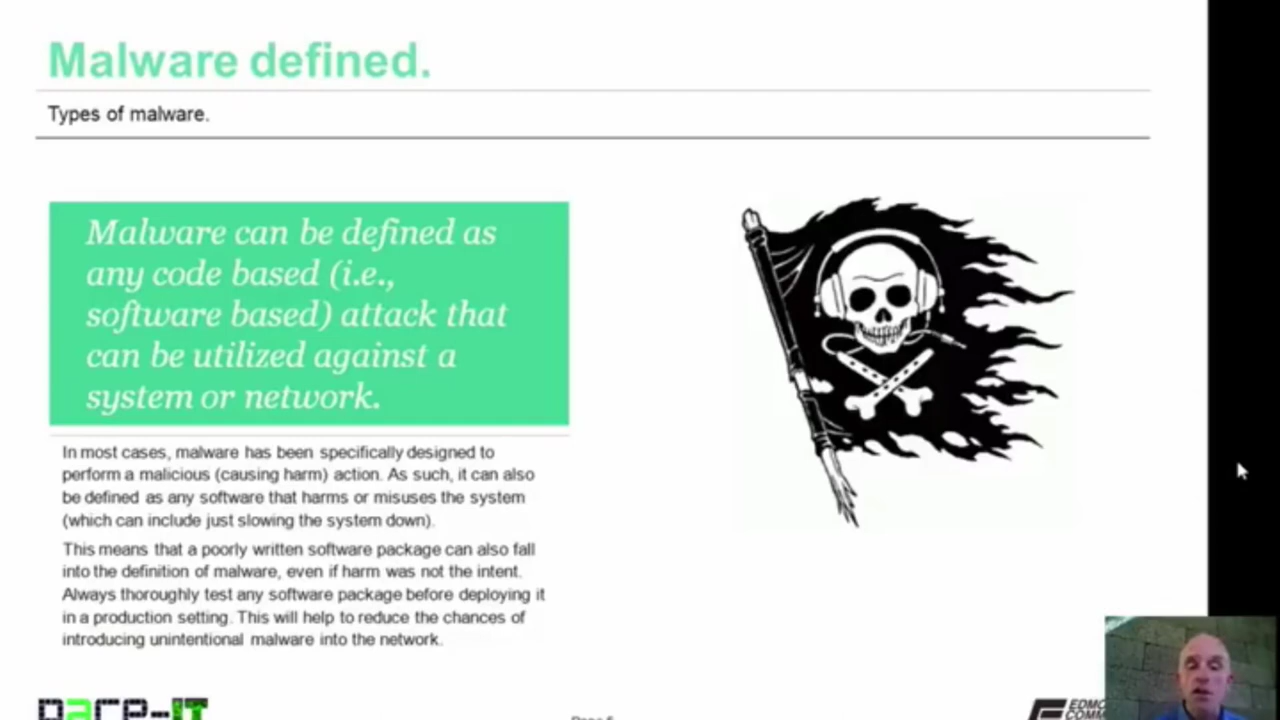 Malware defined.
Types of malware.
Malware can be defined as
any code based (i.e.,
software based) attack that
can be utilized against a
system or network.
In most cases, malware has been specifically designed to
perform a malicious (causing harm) action. As such, it can also
be defined as any software that harms or misuses the system
(which can include just slowing the system down).
This means that a poorly written software package can also fall
into the definition of malware, even if harm was not the intent.
Always thoroughly test any software package before deploying it
in a production setting. This will help to reduce the chances of
introducing unintentional malware into the network.
pace-IT